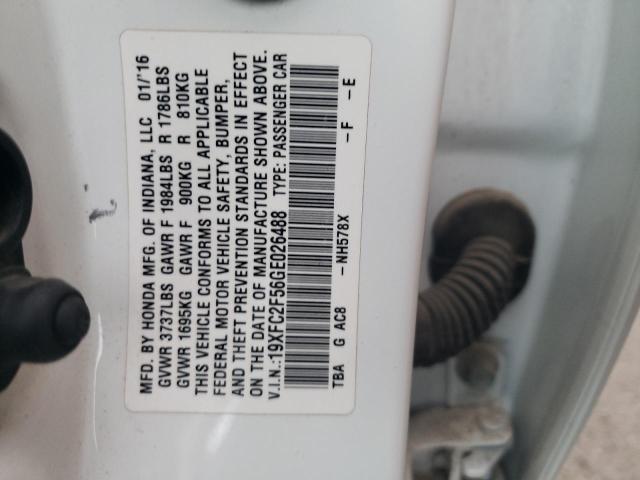 MFD. BY HONDA MFG. OF INDIANA, LLC 01/'16
GVWR 3737LBS GAWR F 1984LBS R 1786LBS
GVWR 1695KG GAWR F 900KG R 810KG
THIS VEHICLE CONFORMS TO ALL APPLICABLE
FEDERAL MOTOR VEHICLE SAFETY, BUMPER,
AND THEFT PREVENTION STANDARDS IN EFFECT
ON THE DATE OF MANUFACTURE SHOWN ABOVE.
V.I.N.:19XFC2F56GE026488 TYPE: PASSENGER CAR
TBA G AC8 -NH578X -F -E